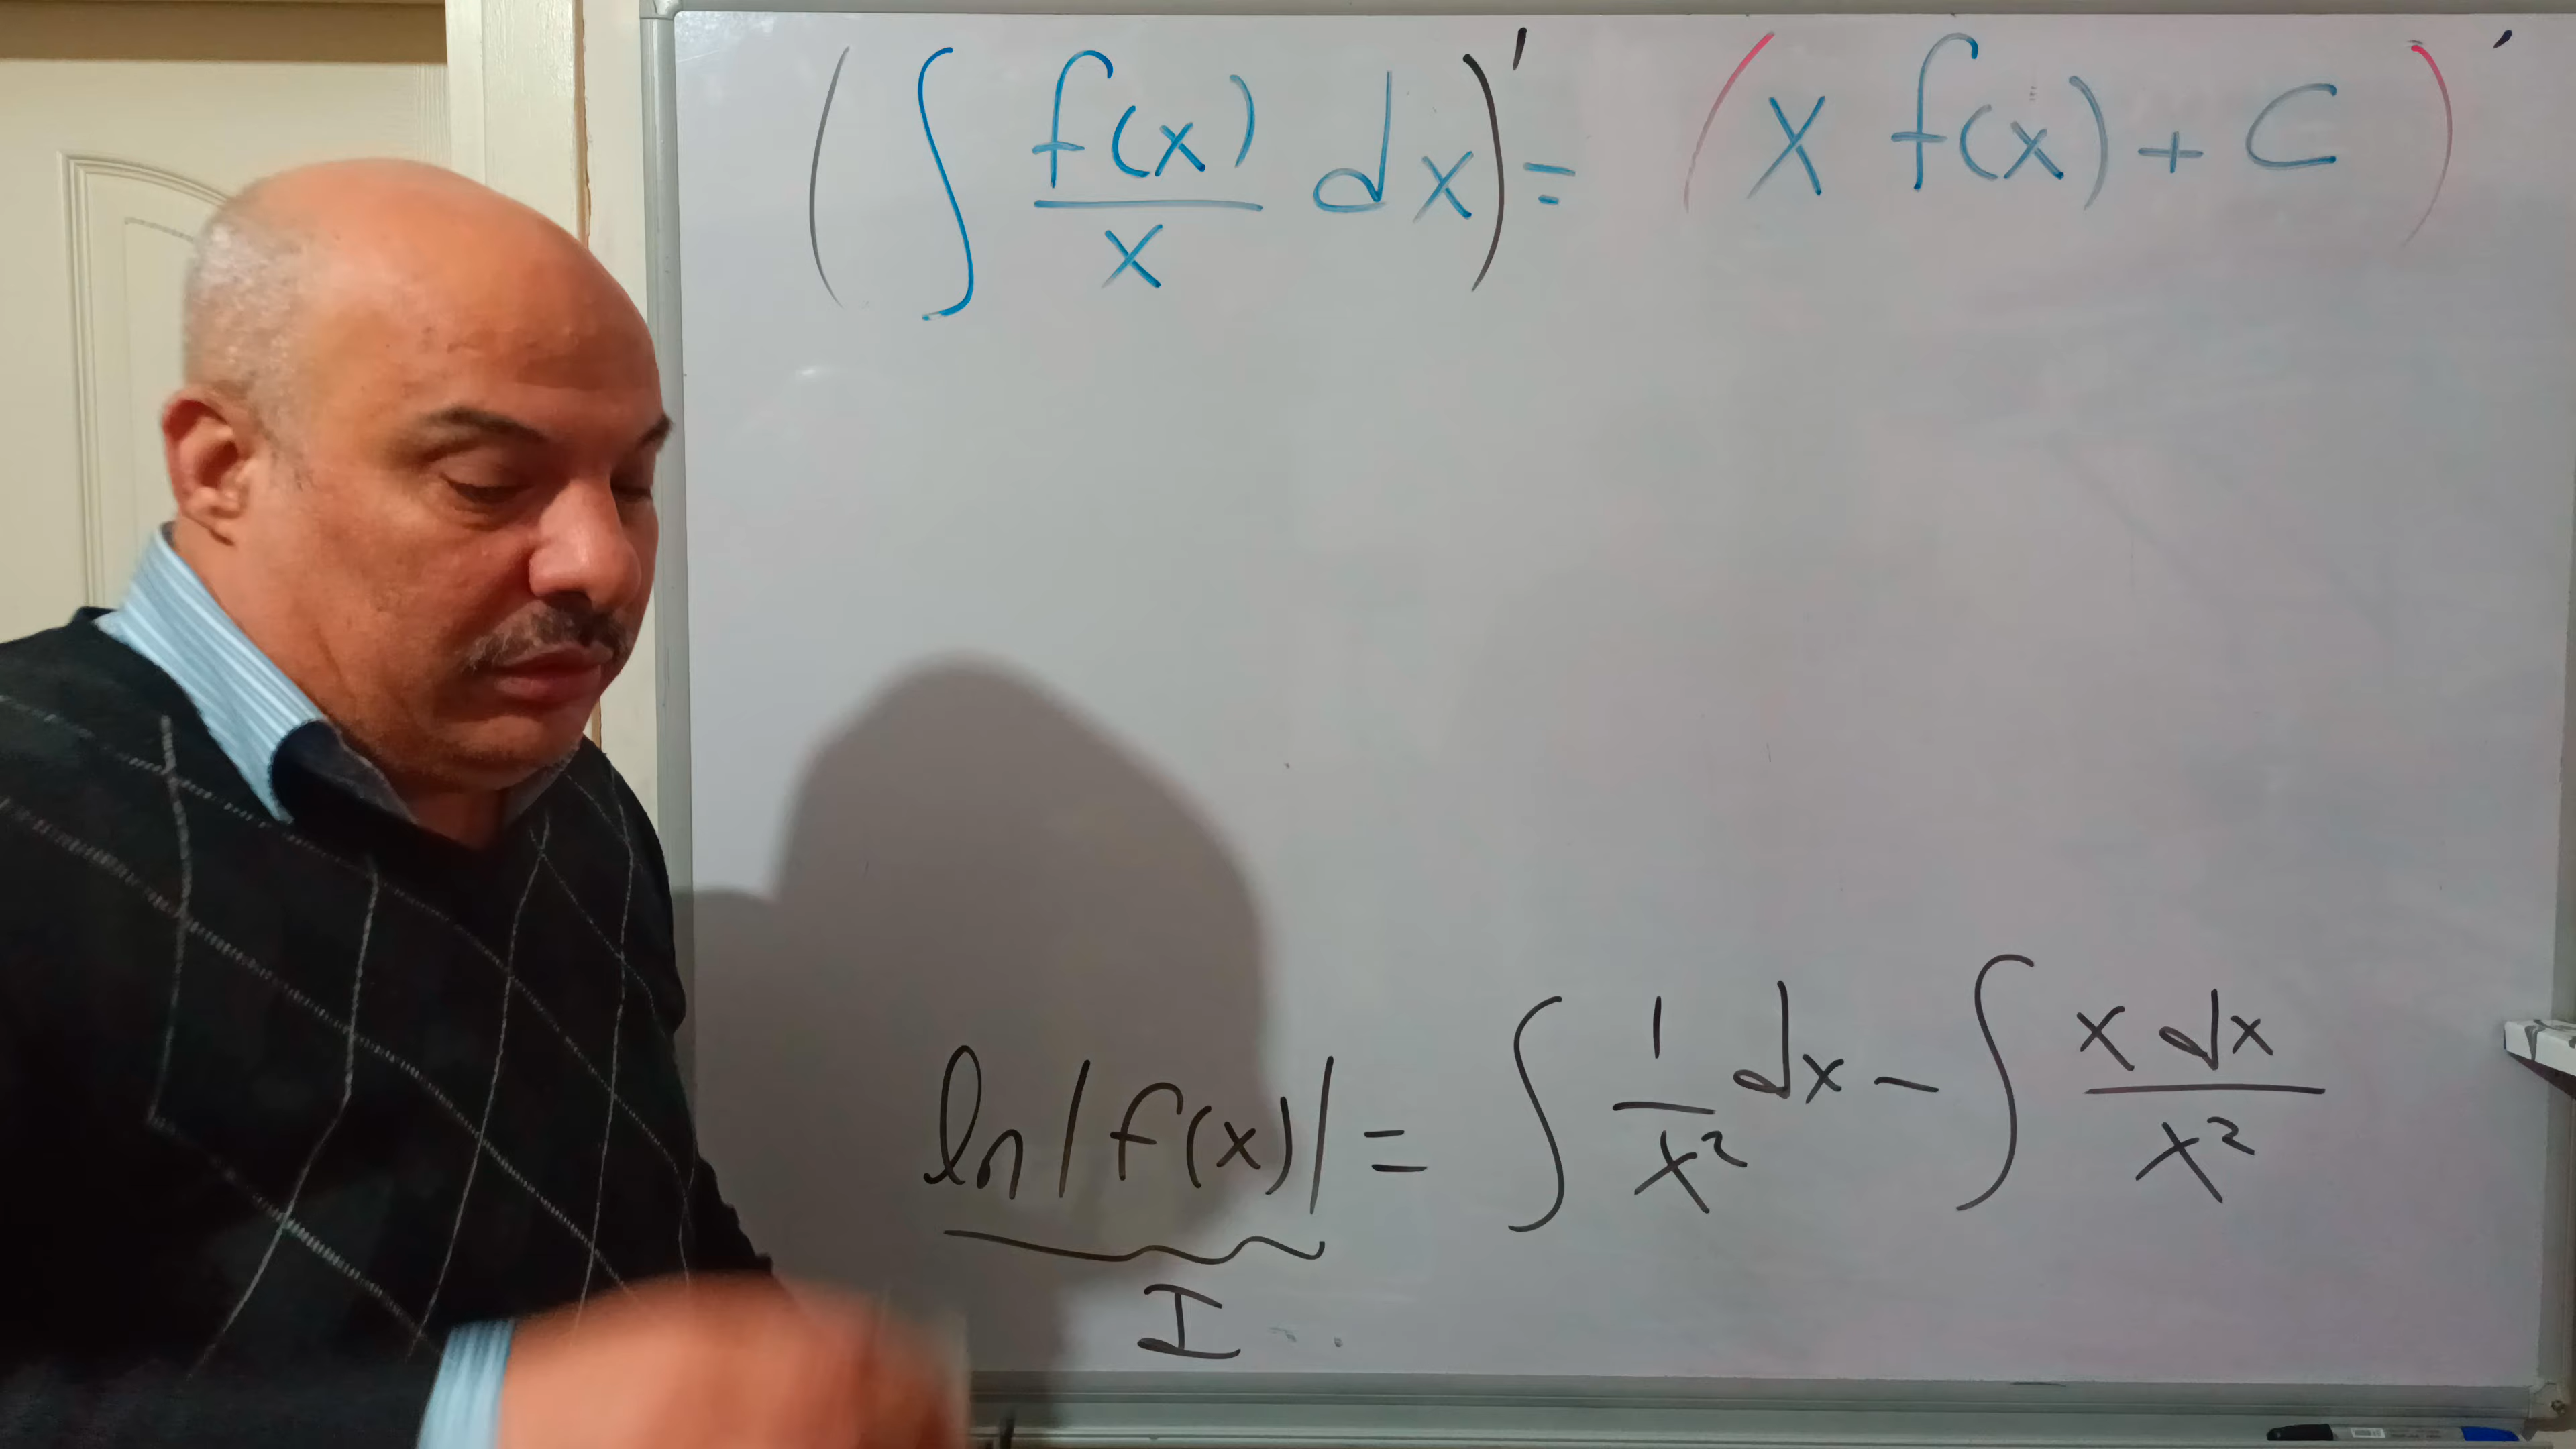 (∫ f(x)/x dx)' = (x f(x) + C)'
ln|f(x)| = ∫ 1/x² dx − ∫ x dx/x²
I